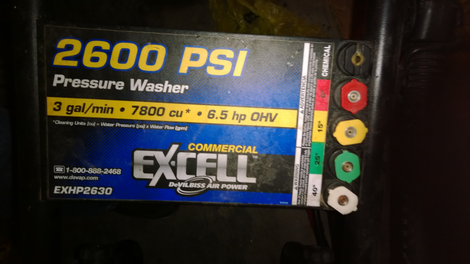 2600 PSI
Pressure Washer
3 gal/min • 7800 cu* • 6.5 hp OHV
*Cleaning Units (cu) = Water Pressure (psi) x Water Flow (gpm)
COMMERCIAL
EXCELL
DeVILBISS AIR POWER
1-800-888-2468
www.devap.com
EXHP2630
CHEMICAL
15°
25°
40°